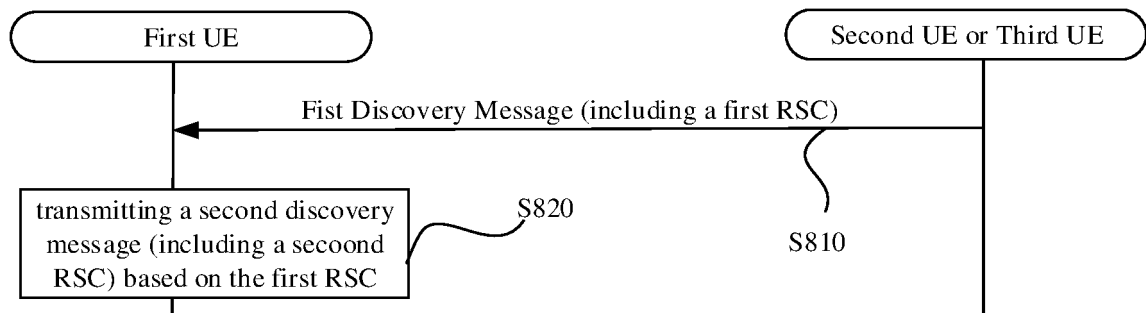 First UE
Second UE or Third UE
Fist Discovery Message (including a first RSC)
transmitting a second discovery
message (including a secoond
RSC) based on the first RSC
S820
S810